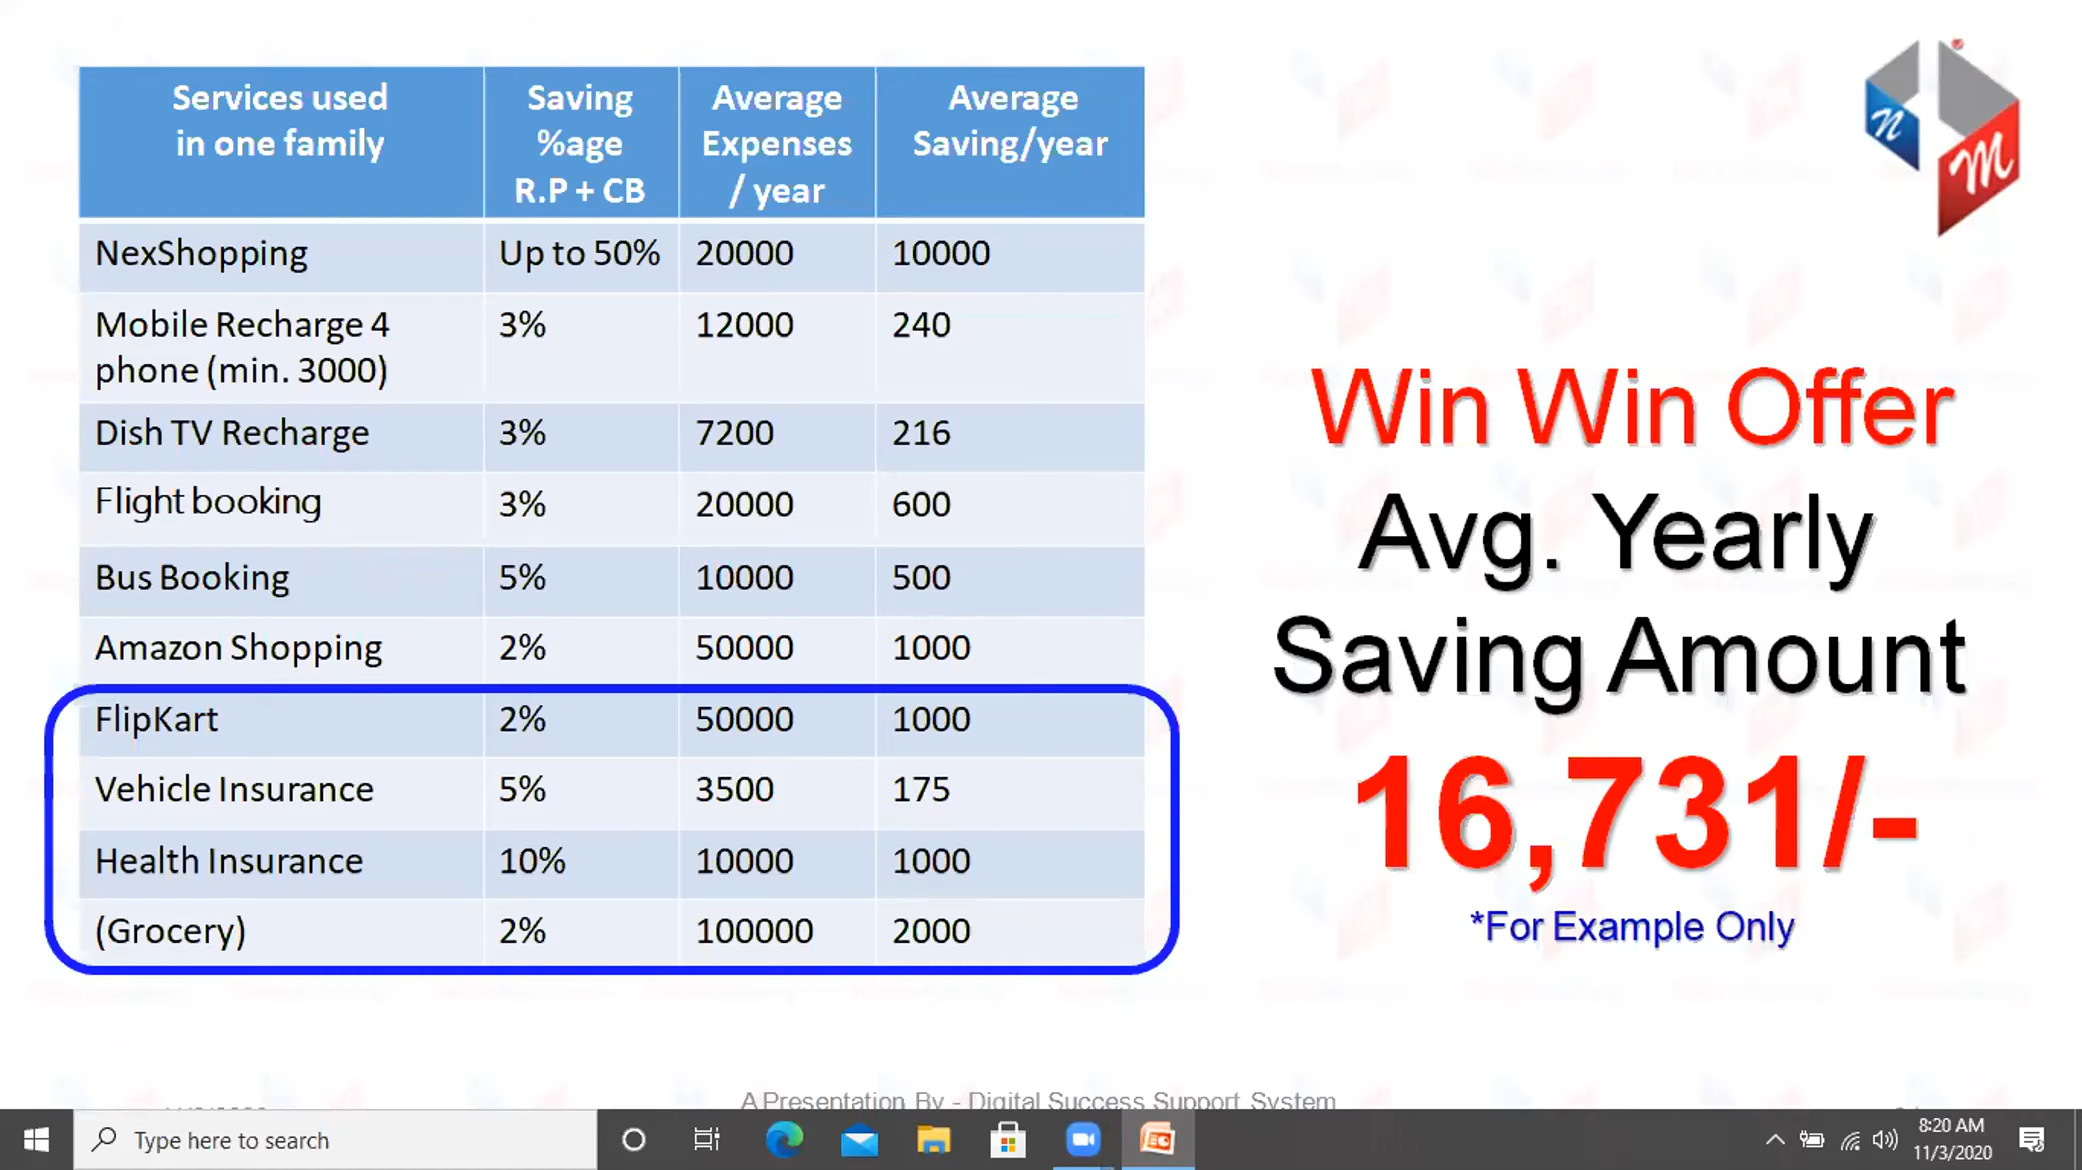 Services used
in one family
Saving
%age
R.P + CB
Average
Expenses
/ year
Average
Saving/year
NexShopping
Up to 50%
20000
10000
Mobile Recharge 4
phone (min. 3000)
3%
12000
240
Dish TV Recharge
3%
7200
216
Flight booking
3%
20000
600
Bus Booking
5%
10000
500
Amazon Shopping
2%
50000
1000
FlipKart
2%
50000
1000
Vehicle Insurance
5%
3500
175
Health Insurance
10%
10000
1000
(Grocery)
2%
100000
2000
n
M
Win Win Offer
Avg. Yearly
Saving Amount
16,731/-
*For Example Only
A Presentation By - Digital Success Support System
Type here to search
8:20 AM
11/3/2020